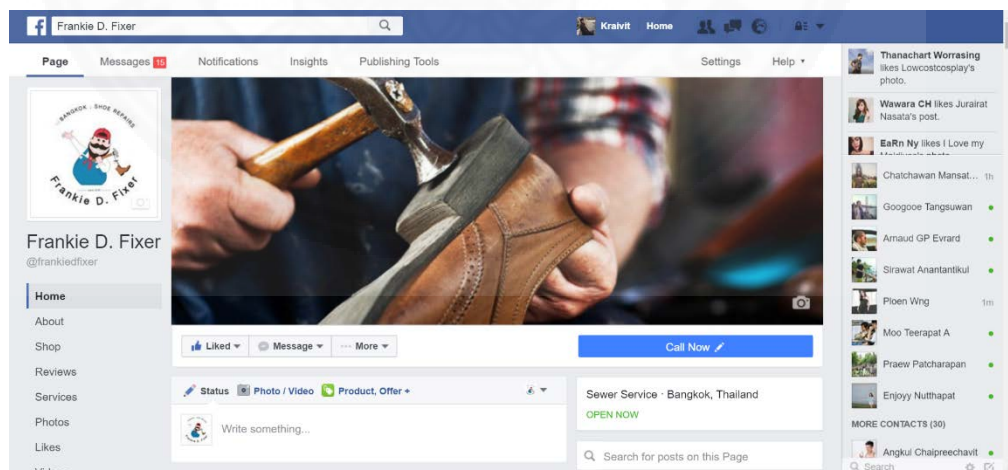 Frankie D. Fixer
Kraivit Home
Page Messages 15 Notifications Insights Publishing Tools Settings Help
BANGKOK - SHOE REPAIRS
Frankie D. Fixer
Frankie D. Fixer
@frankiedfixer
Home
About
Shop
Reviews
Services
Photos
Likes
Liked Message More
Call Now
Status Photo / Video Product, Offer +
Write something...
Sewer Service · Bangkok, Thailand
OPEN NOW
Search for posts on this Page
Thanachart Worrasing
likes Lowcostcosplay's
photo.
Wawara CH likes Jurairat
Nasata's post.
EaRn Ny likes I Love my
Chatchawan Mansat... 1h
Googooe Tangsuwan
Arnaud GP Evrard
Sirawat Anantantikul
Ploen Wng 1m
Moo Teerapat A
Praew Patcharapan
Enjoyy Nutthapat
MORE CONTACTS (30)
Angkul Chaipreechavit
Search